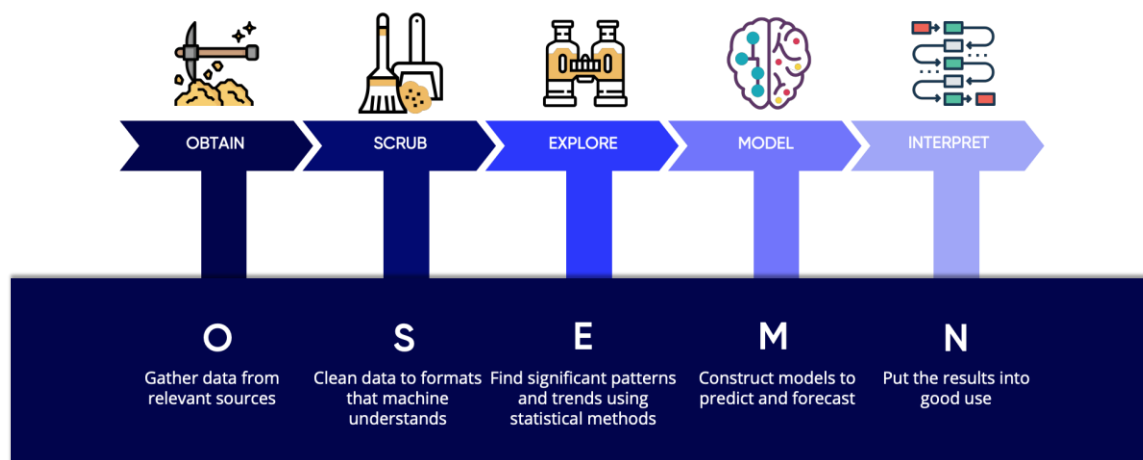 OBTAIN
SCRUB
EXPLORE
MODEL
INTERPRET
O
Gather data from
relevant sources
S
Clean data to formats
that machine
understands
E
Find significant patterns
and trends using
statistical methods
M
Construct models to
predict and forecast
N
Put the results into
good use